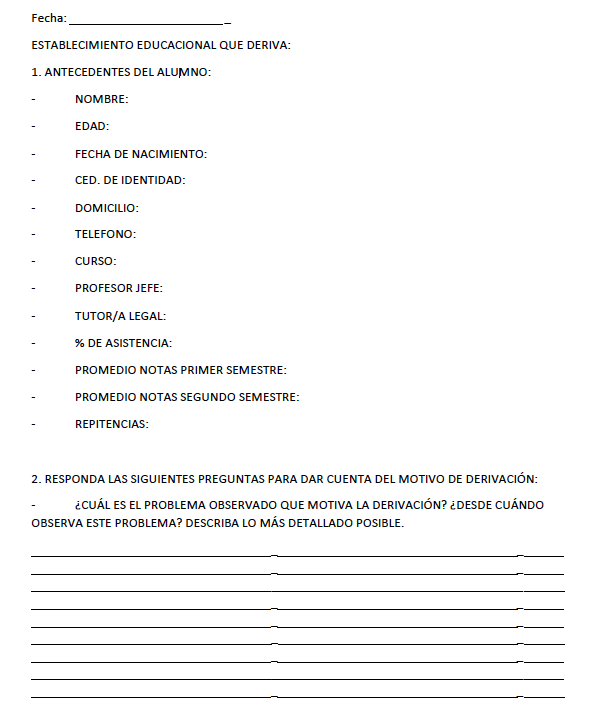 Fecha: _________________________ _
ESTABLECIMIENTO EDUCACIONAL QUE DERIVA:
1. ANTECEDENTES DEL ALUMNO:
- NOMBRE:
- EDAD:
- FECHA DE NACIMIENTO:
- CED. DE IDENTIDAD:
- DOMICILIO:
- TELEFONO:
- CURSO:
- PROFESOR JEFE:
- TUTOR/A LEGAL:
- % DE ASISTENCIA:
- PROMEDIO NOTAS PRIMER SEMESTRE:
- PROMEDIO NOTAS SEGUNDO SEMESTRE:
- REPITENCIAS:
2. RESPONDA LAS SIGUIENTES PREGUNTAS PARA DAR CUENTA DEL MOTIVO DE DERIVACIÓN:
- ¿CUÁL ES EL PROBLEMA OBSERVADO QUE MOTIVA LA DERIVACIÓN? ¿DESDE CUÁNDO
OBSERVA ESTE PROBLEMA? DESCRIBA LO MÁS DETALLADO POSIBLE.